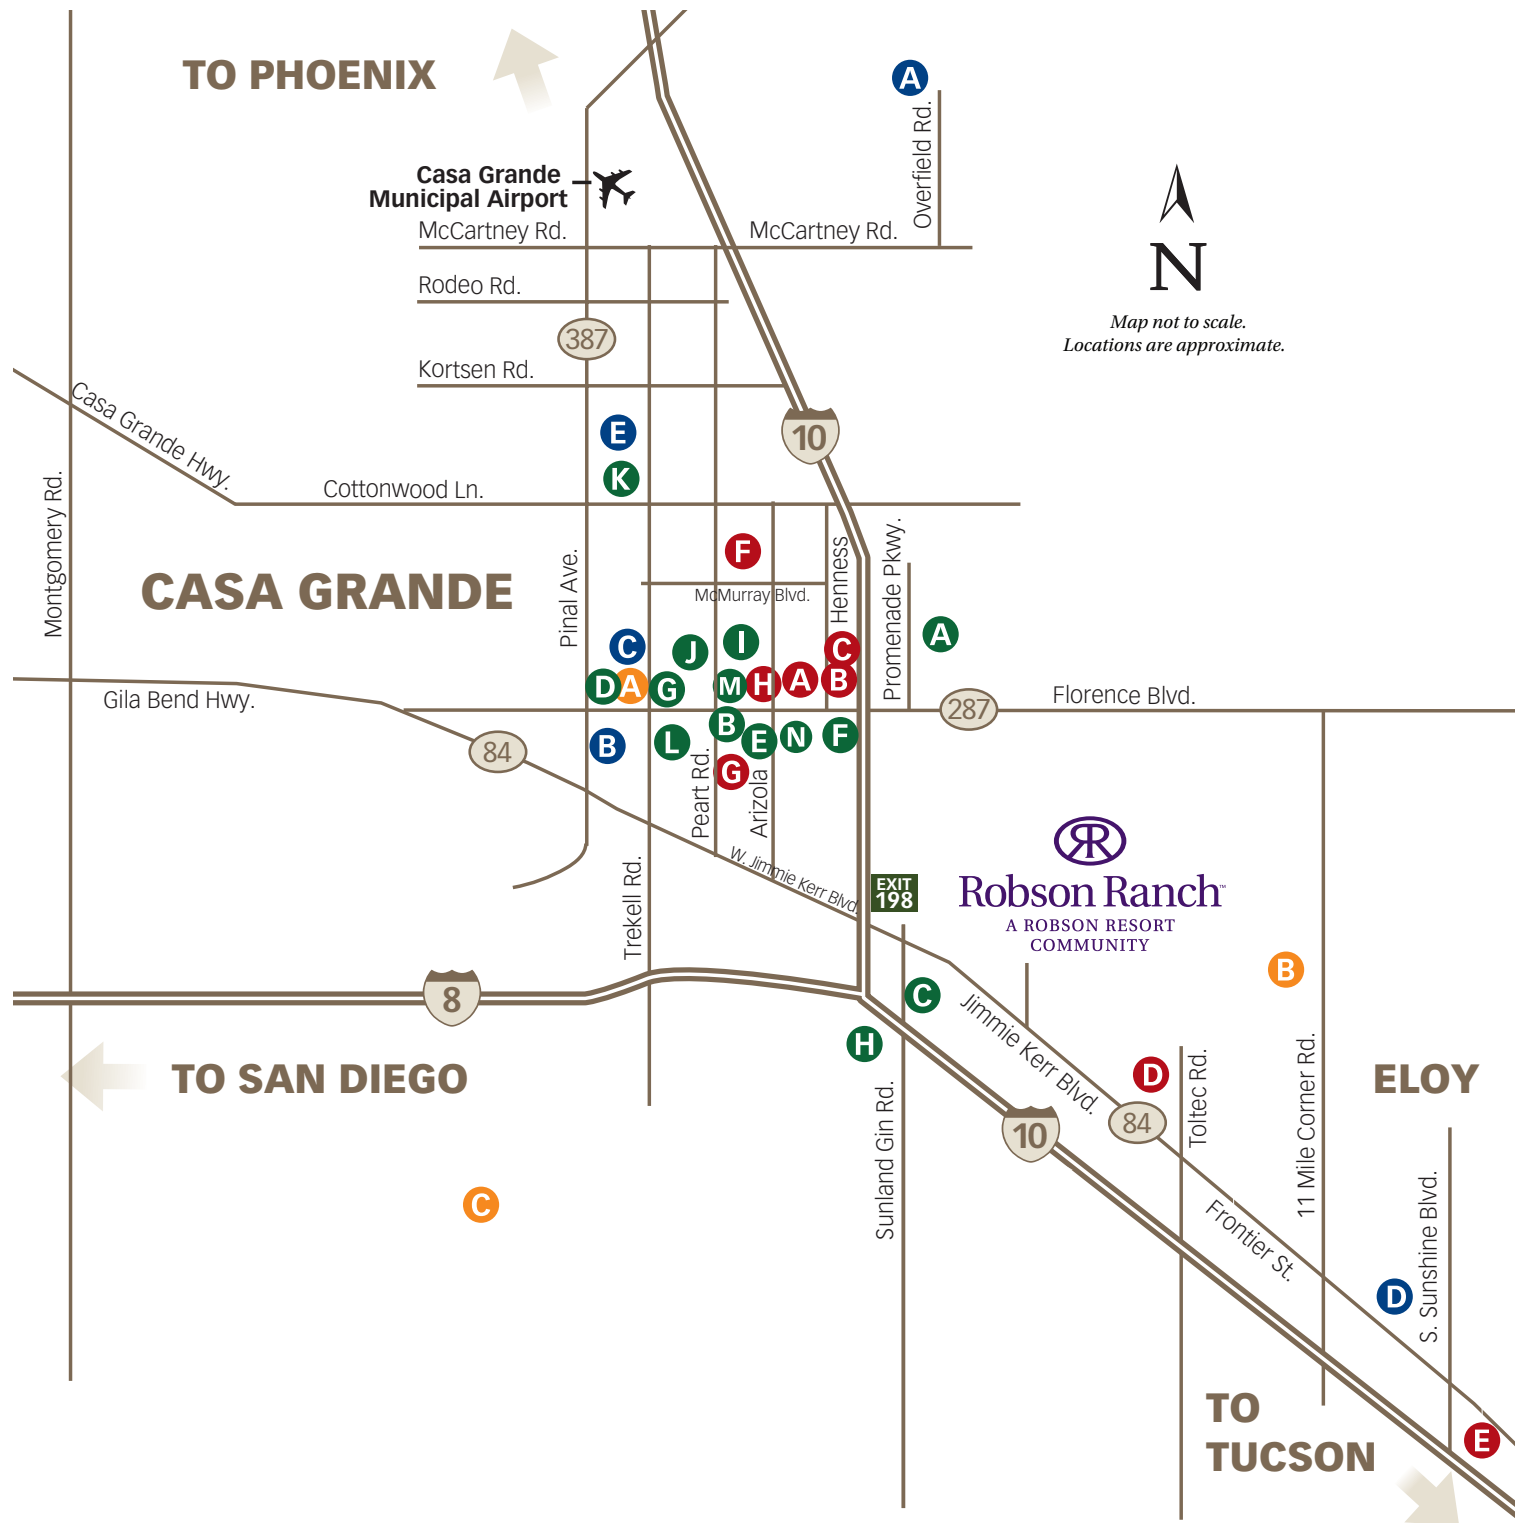 TO PHOENIX
A
Overfield Rd.
Casa Grande
Municipal Airport
McCartney Rd.
McCartney Rd.
N
Rodeo Rd.
Map not to scale.
Locations are approximate.
387
Kortsen Rd.
Casa Grande Hwy.
E
10
K
Cottonwood Ln.
Montgomery Rd.
F
Pinal Ave.
CASA GRANDE
McMurray Blvd.
Henness
Promenade Pkwy.
A
C
J
I
C
D
A
G
M
H
A
B
Gila Bend Hwy.
Florence Blvd.
287
84
B
L
B
E
N
F
Peart Rd.
G
Arizola
W. Jimmie Kerr Blvd.
EXIT
198
RR
Robson Ranch™
A ROBSON RESORT
COMMUNITY
Trekell Rd.
B
8
C
Jimmie Kerr Blvd.
H
TO SAN DIEGO
D
84
Toltec Rd.
11 Mile Corner Rd.
ELOY
10
Sunland Gin Rd.
C
Frontier St.
S. Sunshine Blvd.
D
TO
TUCSON
E